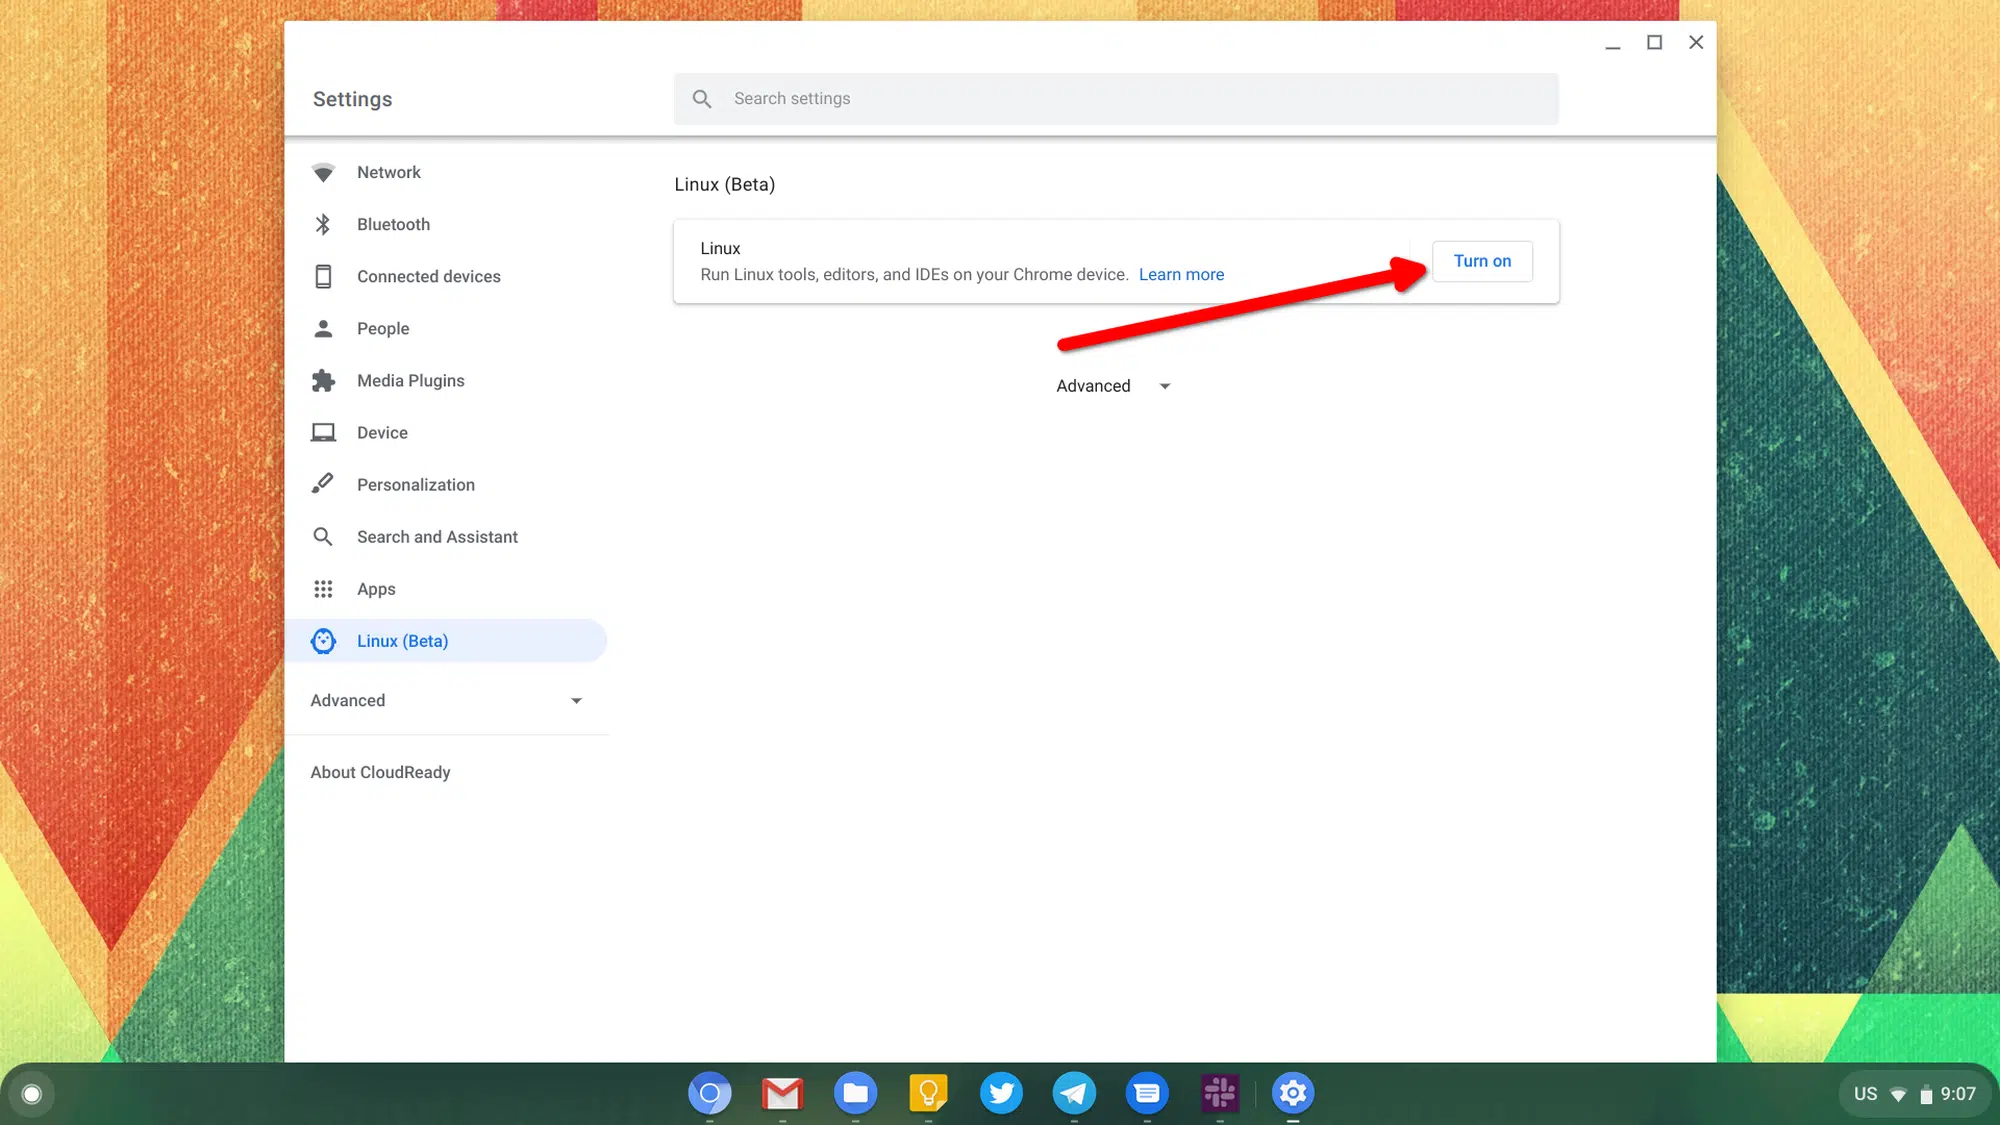 Settings
Search settings
Network
Bluetooth
Connected devices
People
Media Plugins
Device
Personalization
Search and Assistant
Apps
Linux (Beta)
Advanced
About CloudReady
Linux (Beta)
Linux
Run Linux tools, editors, and IDEs on your Chrome device. Learn more
Turn on
Advanced
US 9:07